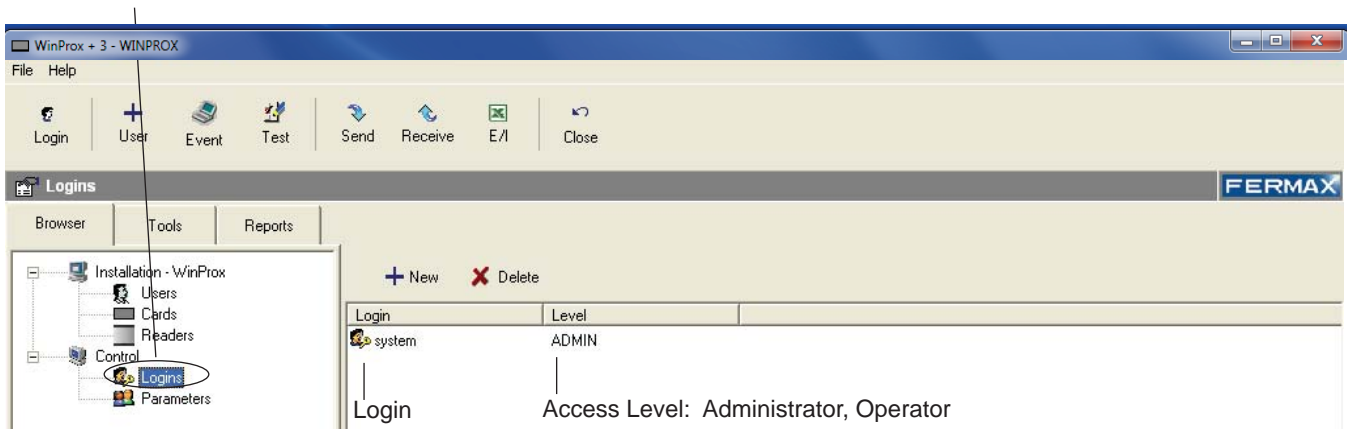 WinProx + 3 - WINPROX
File Help
Login User Event Test Send Receive E/I Close
Logins FERMAX
Browser Tools Reports
Installation - WinProx
Users
Cards
Readers
Control
Logins
Parameters
New Delete
Login Level
system ADMIN
Login Access Level: Administrator, Operator